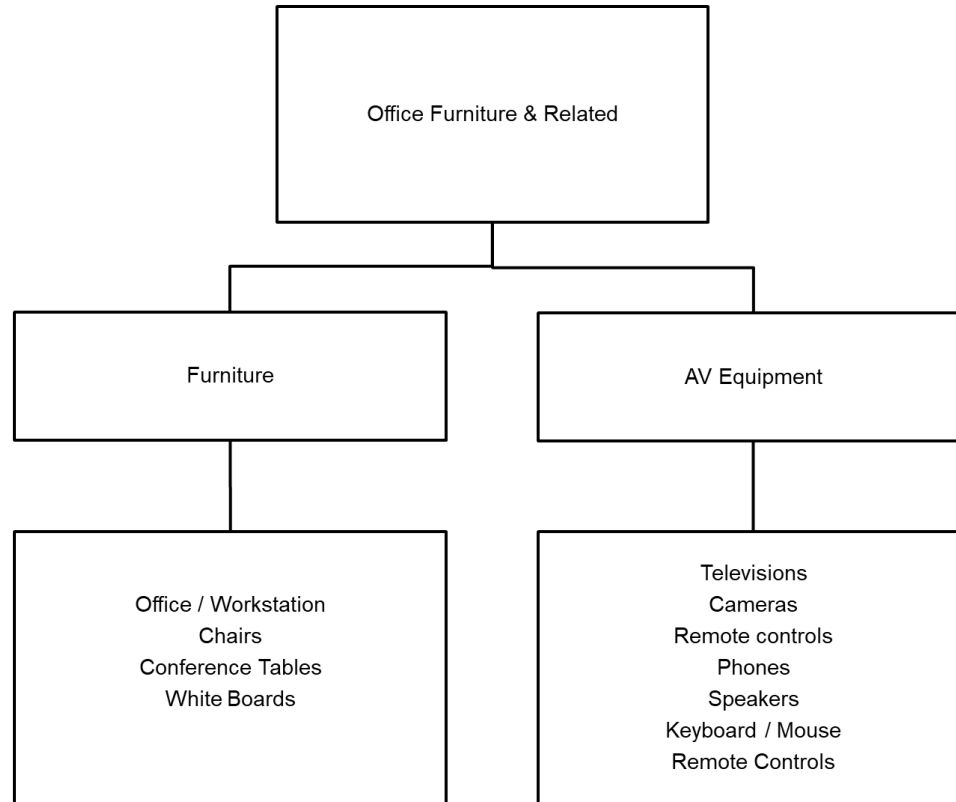 Office Furniture & Related
Furniture
AV Equipment
Office / Workstation
Chairs
Conference Tables
White Boards
Televisions
Cameras
Remote controls
Phones
Speakers
Keyboard / Mouse
Remote Controls